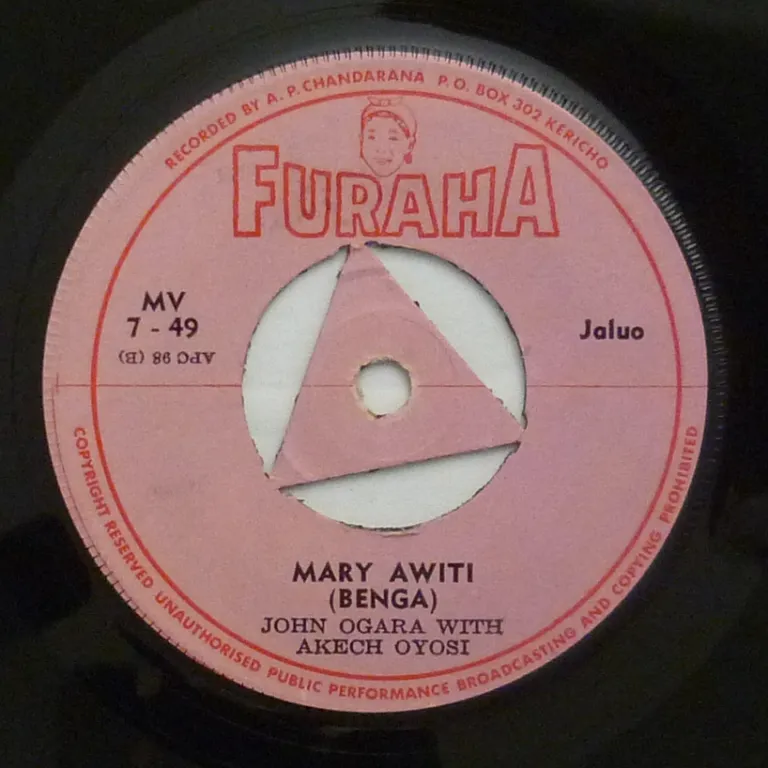 RECORDED BY A. P. CHANDARANA P. O. BOX 302 KERICHO
FURAHA
MV
7 - 49
APC 98 (B)
Jaluo
MARY AWITI
(BENGA)
JOHN OGARA WITH
AKECH OYOSI
COPYRIGHT RESERVED UNAUTHORISED PUBLIC PERFORMANCE BROADCASTING AND COPYING PROHIBITED